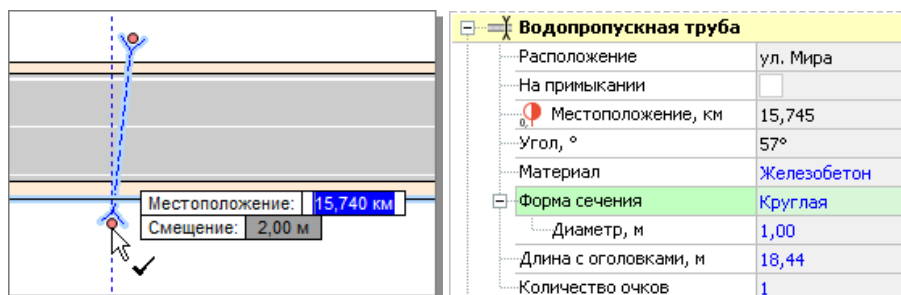 Местоположение: 15,740 км
Смещение: 2,00 м
Водопропускная труба
Расположение ул. Мира
На примыкании
0, Местоположение, км 15,745
Угол, ° 57°
Материал Железобетон
Форма сечения Круглая
Диаметр, м 1,00
Длина с оголовками, м 18,44
Количество очков 1